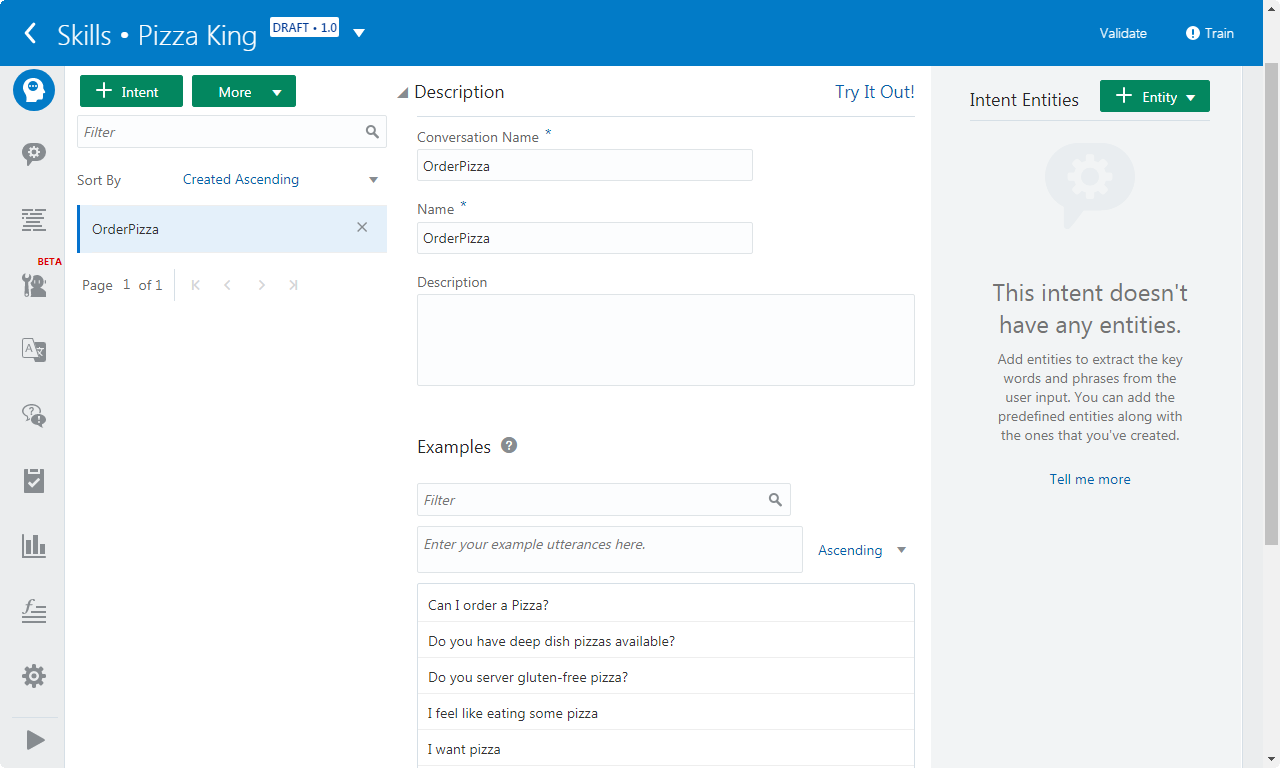 Skills • Pizza King DRAFT • 1.0
Validate
Train
Intent
More
Filter
Sort By Created Ascending
OrderPizza
Page 1 of 1
BETA
Description
Try It Out!
Conversation Name *
OrderPizza
Name *
OrderPizza
Description
Examples
Filter
Enter your example utterances here.
Ascending
Can I order a Pizza?
Do you have deep dish pizzas available?
Do you server gluten-free pizza?
I feel like eating some pizza
I want pizza
Intent Entities
Entity
This intent doesn't
have any entities.
Add entities to extract the key
words and phrases from the
user input. You can add the
predefined entities along with
the ones that you've created.
Tell me more